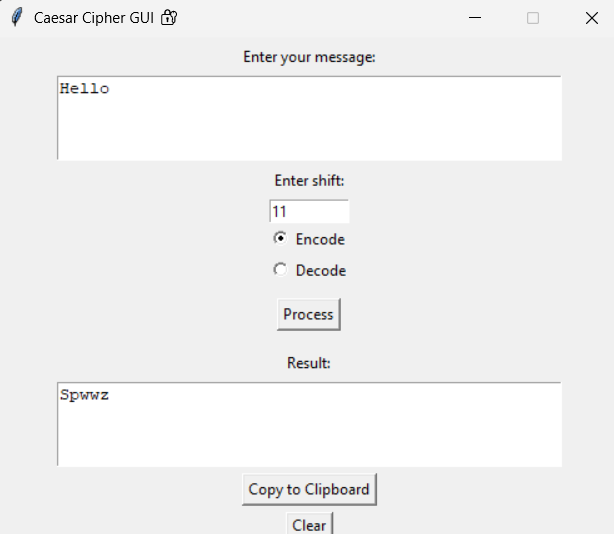 Caesar Cipher GUI 🔐
Enter your message:
Hello
Enter shift:
11
Encode
Decode
Process
Result:
Spwwz
Copy to Clipboard
Clear